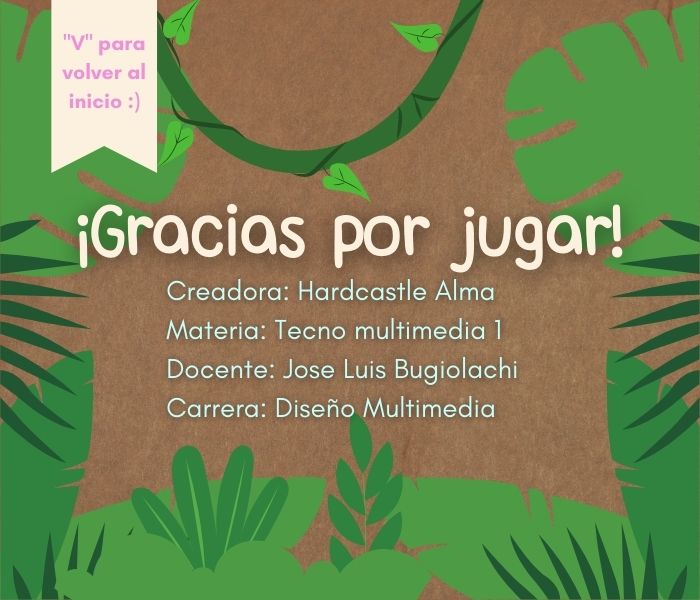 "V" para
volver al
inicio :)
¡Gracias por jugar!
Creadora: Hardcastle Alma
Materia: Tecno multimedia 1
Docente: Jose Luis Bugiolachi
Carrera: Diseño Multimedia